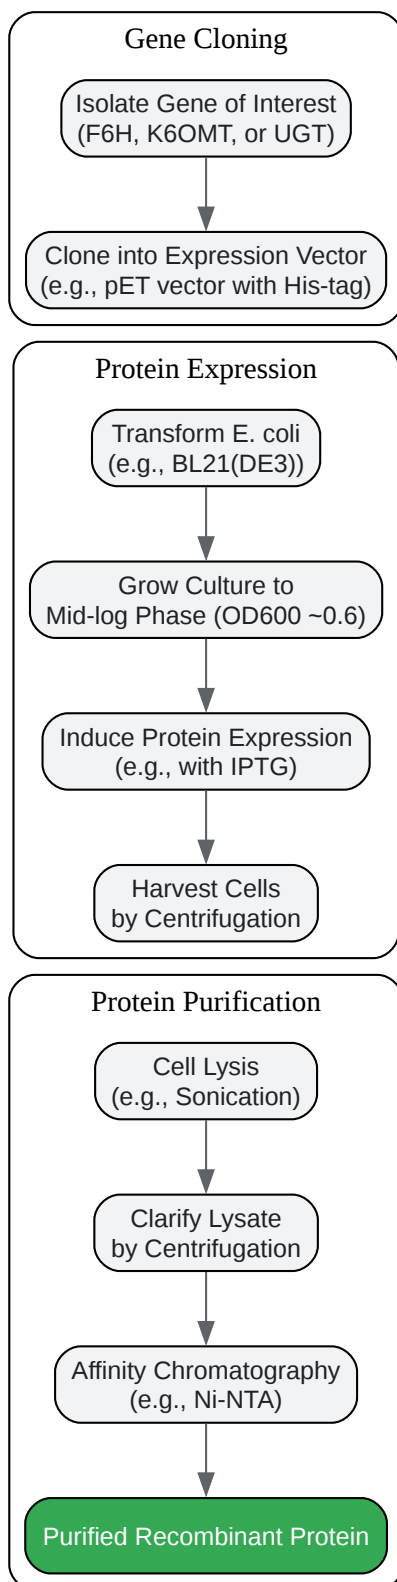 Gene Cloning
Isolate Gene of Interest
(F6H, K6OMT, or UGT)
Clone into Expression Vector
(e.g., pET vector with His-tag)
Protein Expression
Transform E. coli
(e.g., BL21(DE3))
Grow Culture to
Mid-log Phase (OD600 ~0.6)
Induce Protein Expression
(e.g., with IPTG)
Harvest Cells
by Centrifugation
Protein Purification
Cell Lysis
(e.g., Sonication)
Clarify Lysate
by Centrifugation
Affinity Chromatography
(e.g., Ni-NTA)
Purified Recombinant Protein